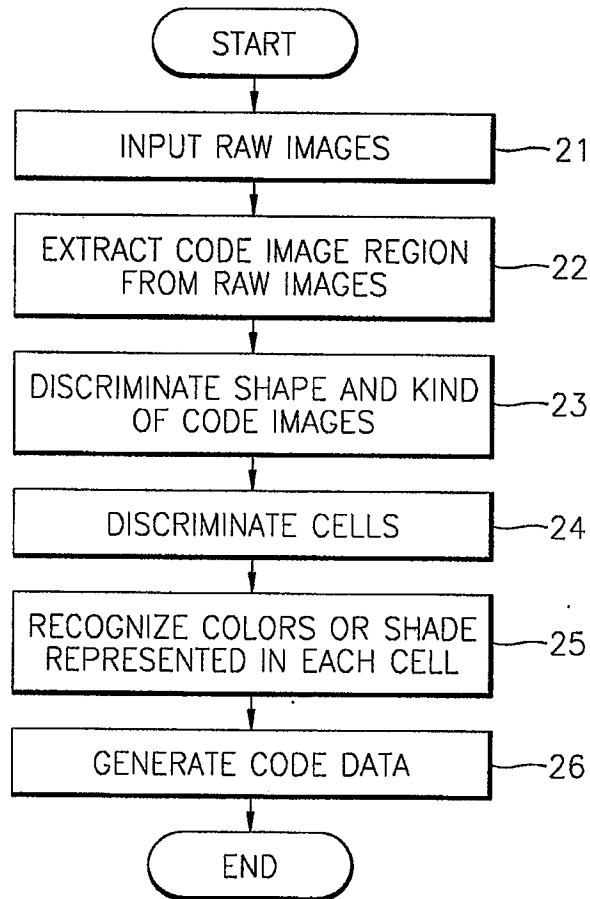 START
INPUT RAW IMAGES
21
EXTRACT CODE IMAGE REGION
FROM RAW IMAGES
22
DISCRIMINATE SHAPE AND KIND
OF CODE IMAGES
23
DISCRIMINATE CELLS
24
RECOGNIZE COLORS OR SHADE
REPRESENTED IN EACH CELL
25
GENERATE CODE DATA
26
END